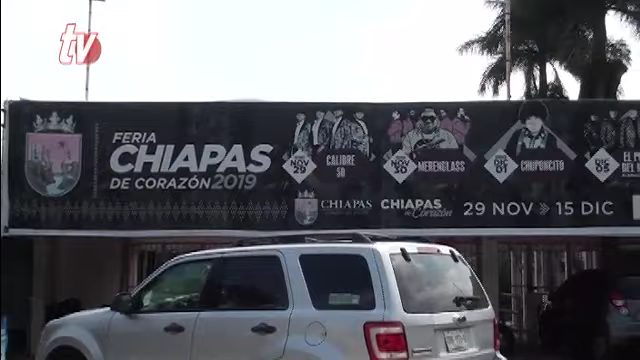 tv
FERIA
CHIAPAS
DE CORAZÓN 2019
NOV 29
CALIBRE 50
NOV 30
MERENGLASS
DIC 01
CHUPONCITO
DIC 05
CHIAPAS
CHIAPAS
de Corazón
29 NOV » 15 DIC